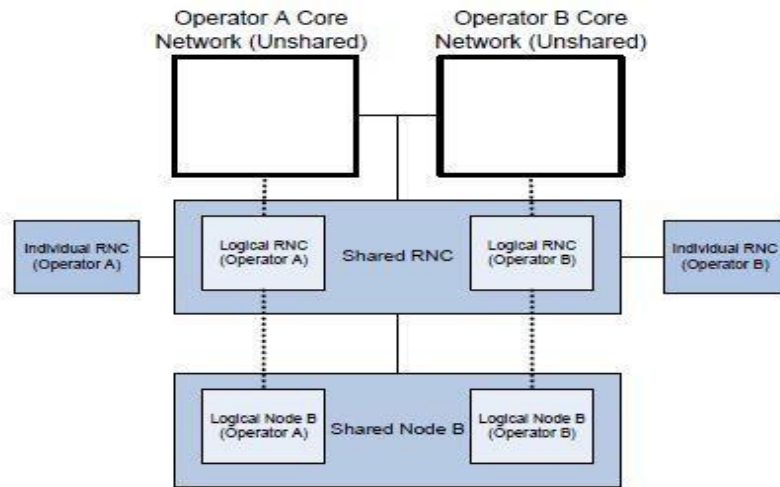 Operator A Core
Network (Unshared)
Operator B Core
Network (Unshared)
Individual RNC
(Operator A)
Logical RNC
(Operator A)
Shared RNC
Logical RNC
(Operator B)
Individual RNC
(Operator B)
Logical Node B
(Operator A)
Shared Node B
Logical Node B
(Operator B)